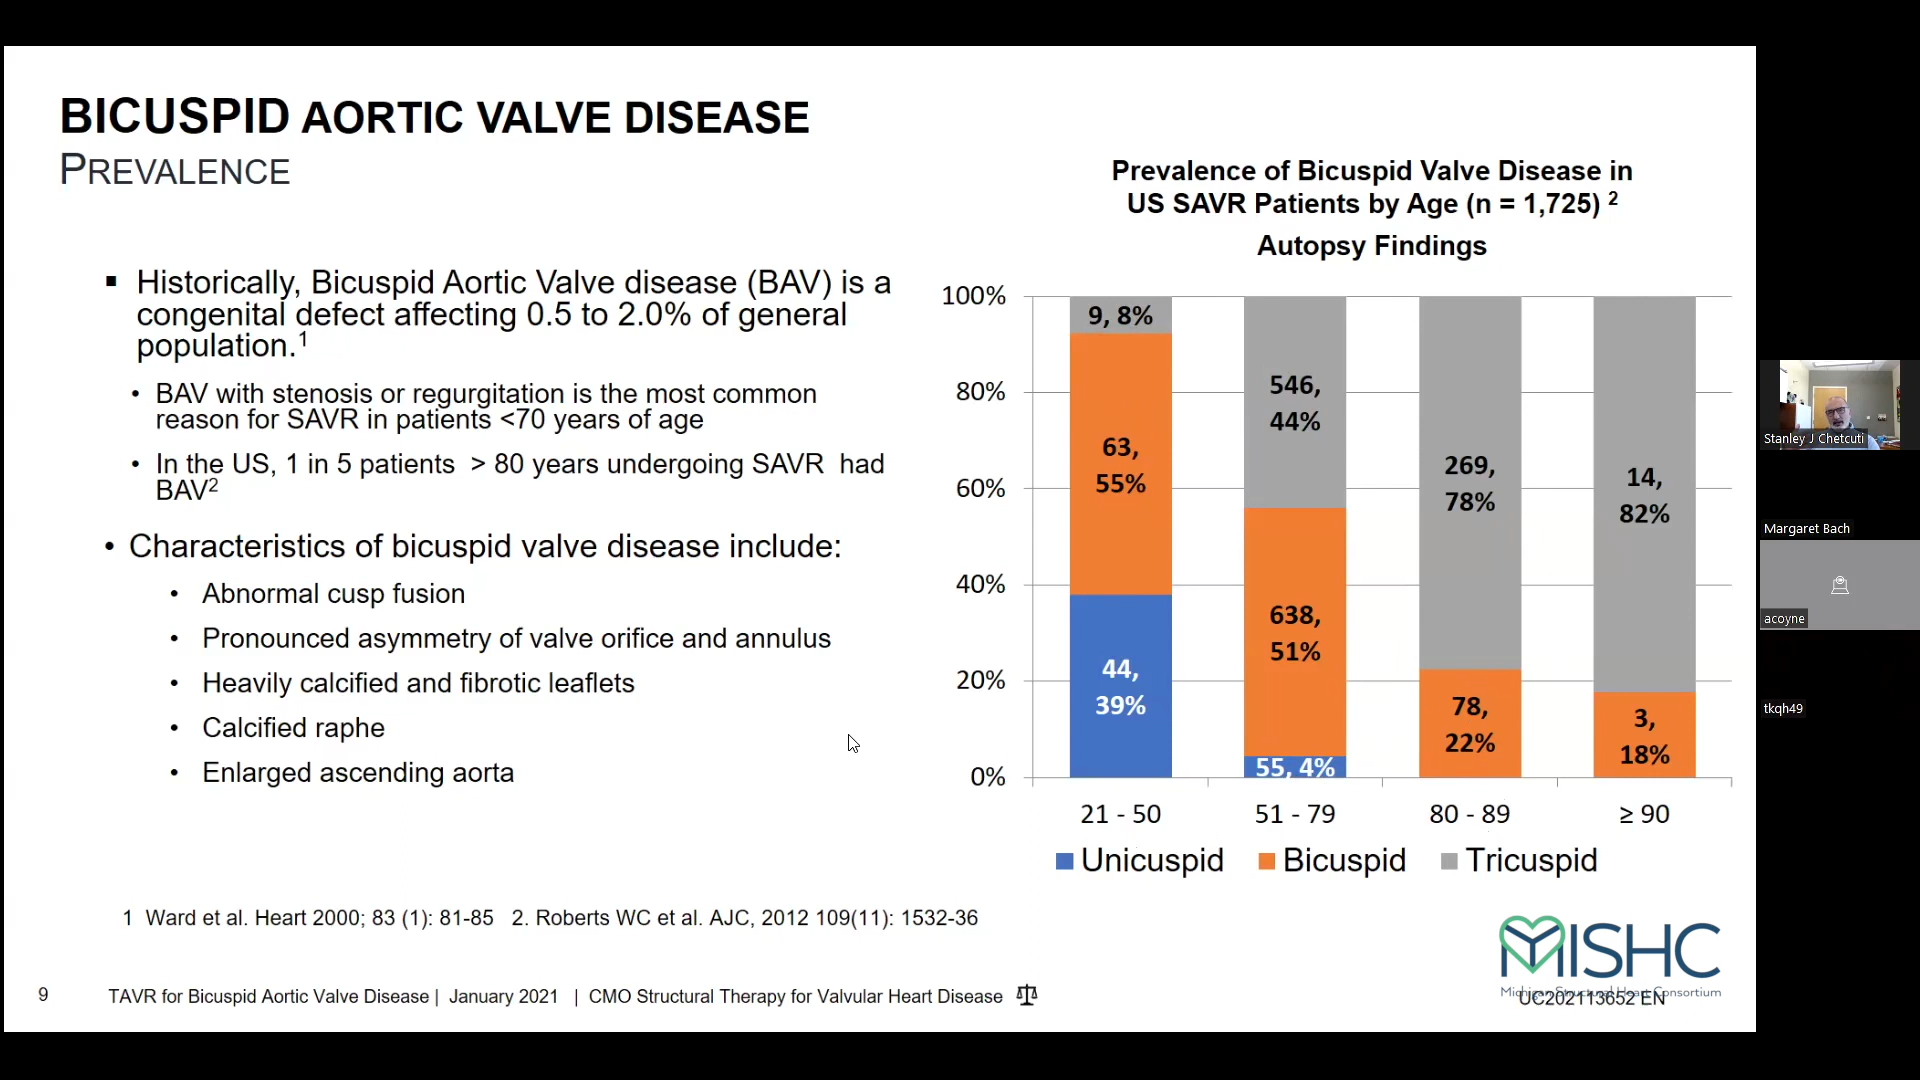 BICUSPID AORTIC VALVE DISEASE
PREVALENCE
▪ Historically, Bicuspid Aortic Valve disease (BAV) is a
congenital defect affecting 0.5 to 2.0% of general
population.1
• BAV with stenosis or regurgitation is the most common
reason for SAVR in patients <70 years of age
• In the US, 1 in 5 patients > 80 years undergoing SAVR had
BAV2
• Characteristics of bicuspid valve disease include:
• Abnormal cusp fusion
• Pronounced asymmetry of valve orifice and annulus
• Heavily calcified and fibrotic leaflets
• Calcified raphe
• Enlarged ascending aorta
Prevalence of Bicuspid Valve Disease in
US SAVR Patients by Age (n = 1,725) 2
Autopsy Findings
100%
80%
60%
40%
20%
0%
9, 8%
63,
55%
44,
39%
546,
44%
638,
51%
55, 4%
269,
78%
78,
22%
14,
82%
3,
18%
21 - 50
51 - 79
80 - 89
≥ 90
Unicuspid
Bicuspid
Tricuspid
1 Ward et al. Heart 2000; 83 (1): 81-85 2. Roberts WC et al. AJC, 2012 109(11): 1532-36
MISHC
Michigan Structural Heart Consortium
UC202113652 EN
9
TAVR for Bicuspid Aortic Valve Disease | January 2021 | CMO Structural Therapy for Valvular Heart Disease
Stanley J Chetcuti
Margaret Bach
acoyne
tkqh49